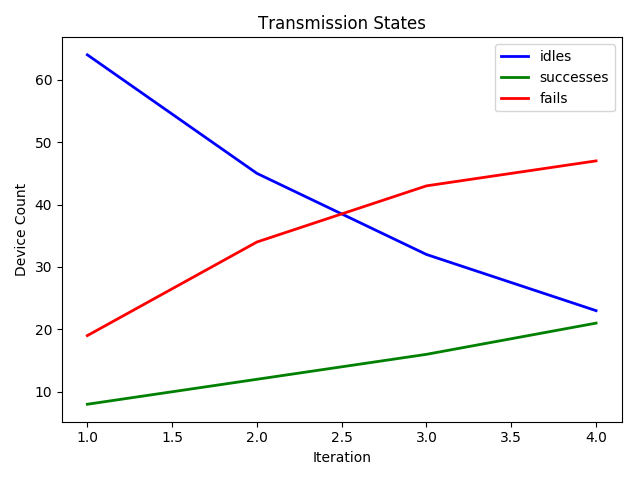 Transmission States
idles
successes
fails
Device Count
60
50
40
30
20
10
1.0 1.5 2.0 2.5 3.0 3.5 4.0
Iteration